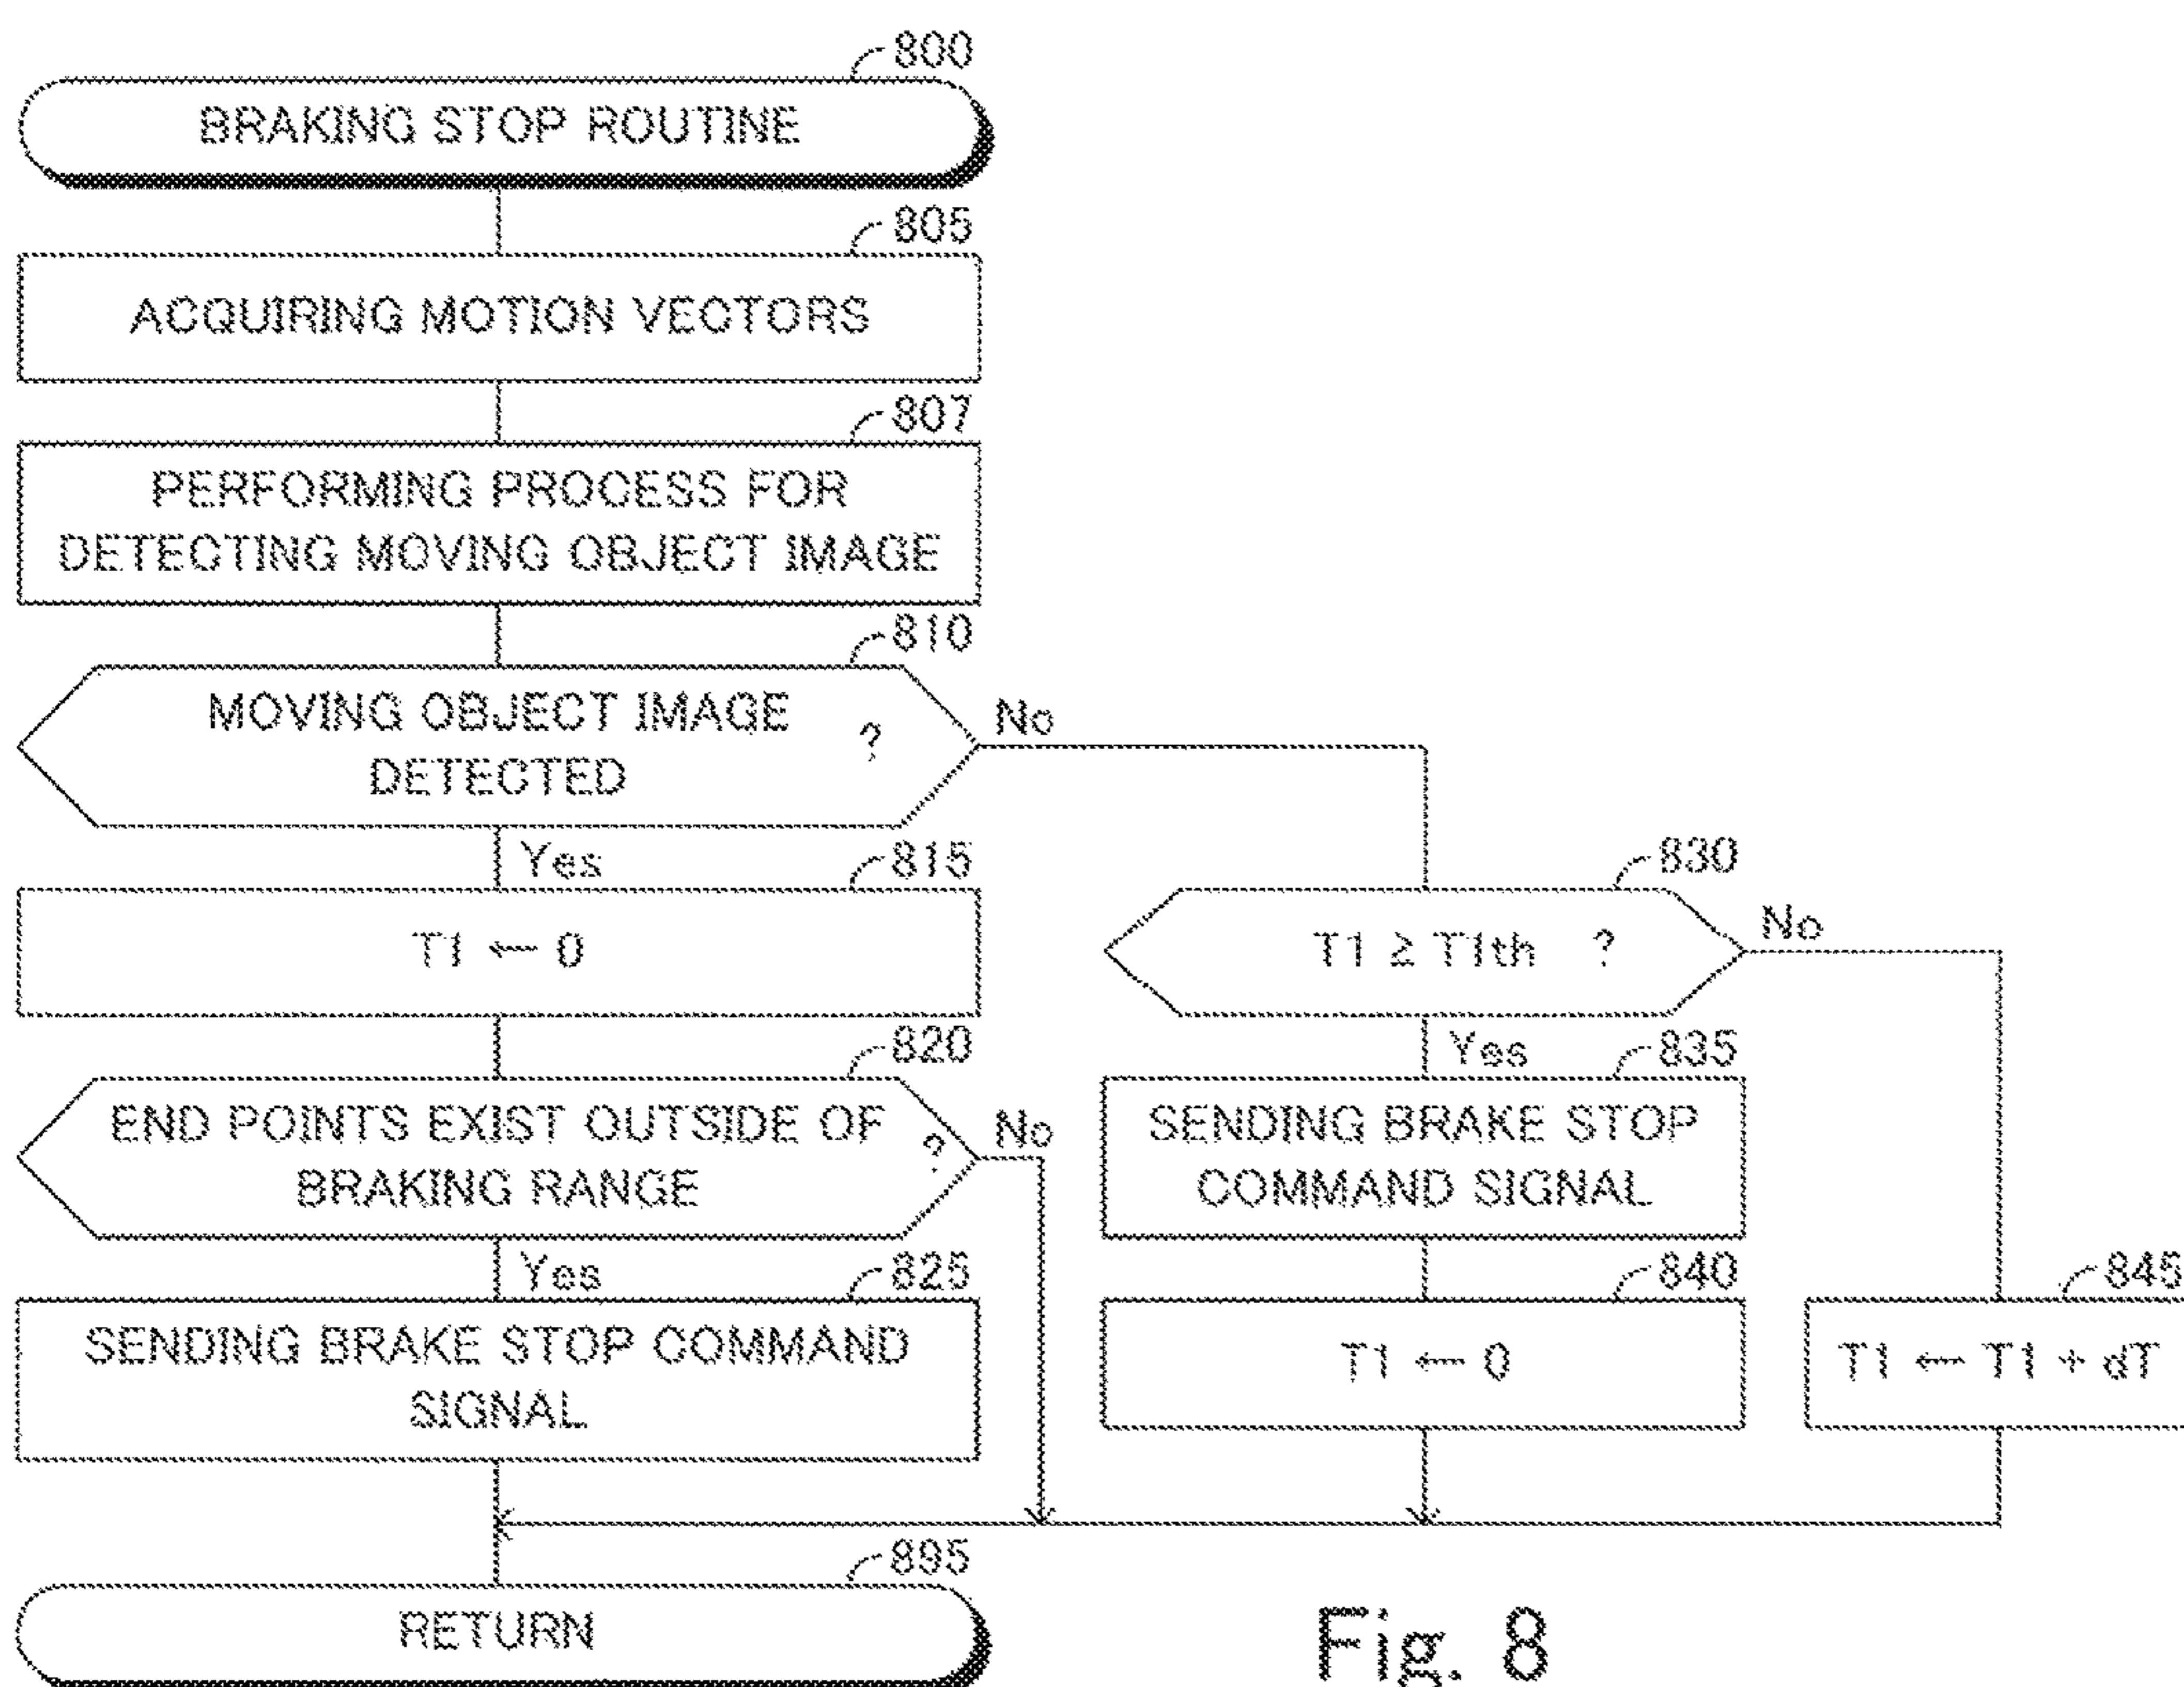 800
BRAKING STOP ROUTINE
805
ACQUIRING MOTION VECTORS
807
PERFORMING PROCESS FOR
DETECTING MOVING OBJECT IMAGE
810
MOVING OBJECT IMAGE
DETECTED
?
No
Yes
815
T1 ← 0
820
END POINTS EXIST OUTSIDE OF
BRAKING RANGE
?
No
Yes
825
SENDING BRAKE STOP COMMAND
SIGNAL
830
T1 ≥ T1th ?
No
Yes
835
SENDING BRAKE STOP
COMMAND SIGNAL
840
T1 ← 0
845
T1 ← T1 + dT
895
RETURN
Fig. 8